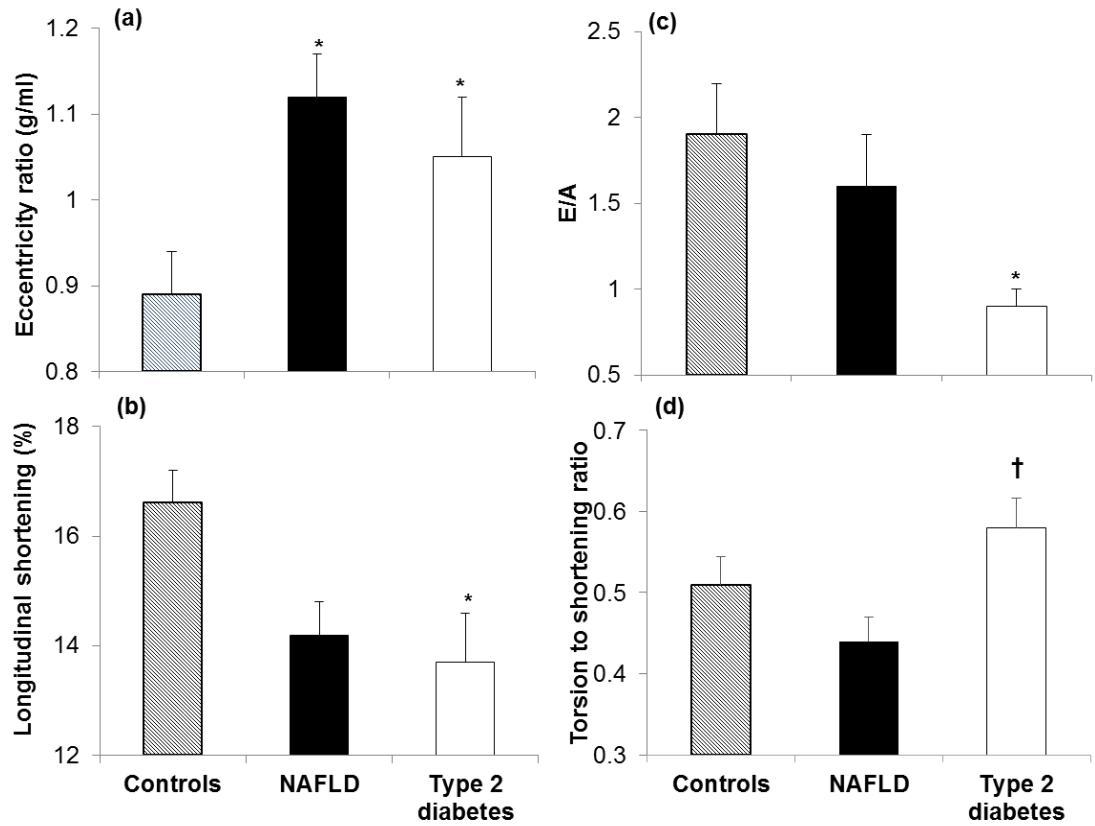 (a)
Eccentricity ratio (g/ml)
1.2
*
*
1.1
1
0.9
0.8
(c)
E/A
2.5
2
1.5
*
1
0.5
(b)
Longitudinal shortening (%)
18
16
*
14
12
Controls
NAFLD
Type 2
diabetes
(d)
Torsion to shortening ratio
0.7
†
0.6
0.5
0.4
0.3
Controls
NAFLD
Type 2
diabetes